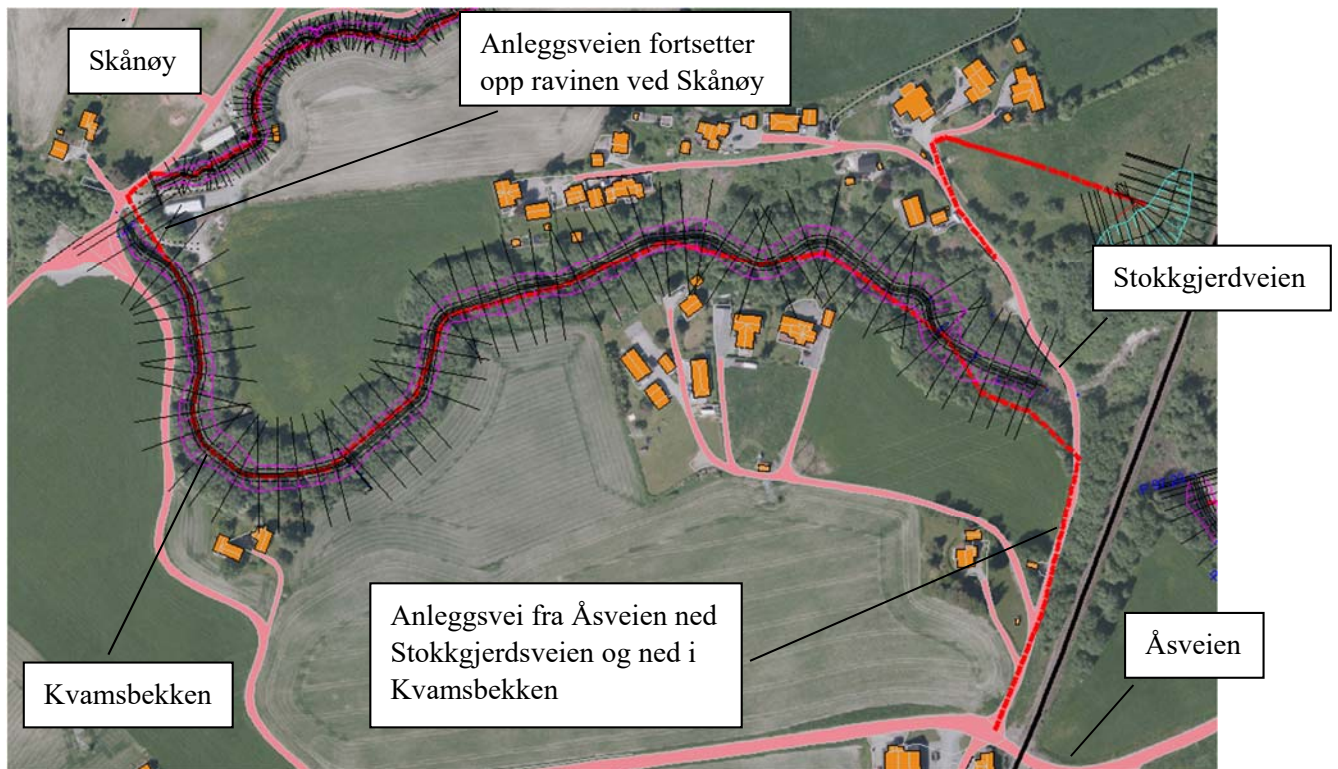 Skånøy
Anleggsveien fortsetter
opp ravinen ved Skånøy
Stokkgjerdveien
Anleggsvei fra Åsveien ned
Stokkgjerdsveien og ned i
Kvamsbekken
Åsveien
Kvamsbekken